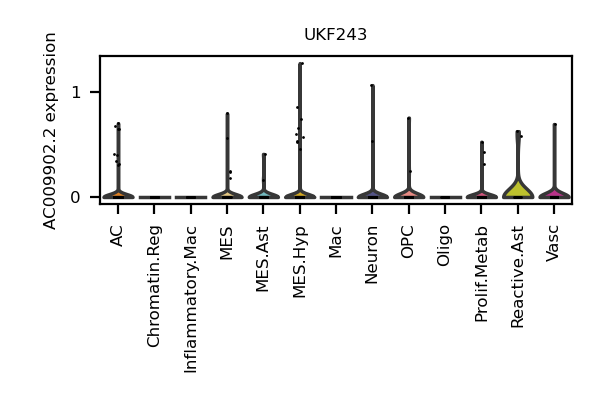 UKF243
AC009902.2 expression
1
0
AC
Chromatin.Reg
Inflammatory.Mac
MES
MES.Ast
MES.Hyp
Mac
Neuron
OPC
Oligo
Prolif.Metab
Reactive.Ast
Vasc